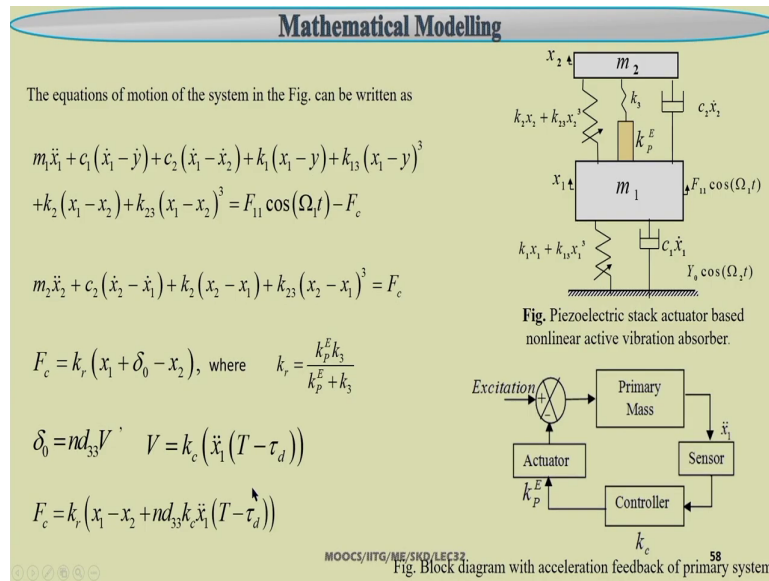 Mathematical Modelling
The equations of motion of the system in the Fig. can be written as
m₁ẍ₁ + c₁(ẋ₁ − ẏ) + c₂(ẋ₁ − ẋ₂) + k₁(x₁ − y) + k₁₃(x₁ − y)³
+k₂(x₁ − x₂) + k₂₃(x₁ − x₂)³ = F₁₁ cos(Ω₁t) − F_c
m₂ẍ₂ + c₂(ẋ₂ − ẋ₁) + k₂(x₂ − x₁) + k₂₃(x₂ − x₁)³ = F_c
F_c = k_r(x₁ + δ₀ − x₂), where k_r = k_P^E k₃ / (k_P^E + k₃)
δ₀ = nd₃₃V , V = k_c(ẍ₁(T − τ_d))
F_c = k_r(x₁ − x₂ + nd₃₃k_cẍ₁(T − τ_d))
x₂
m₂
k₃
k₂x₂ + k₂₃x₂³
c₂ẋ₂
k_P^E
x₁
m₁
F₁₁ cos(Ω₁t)
k₁x₁ + k₁₃x₁³
c₁ẋ₁
Y₀ cos(Ω₂t)
Fig. Piezoelectric stack actuator based
nonlinear active vibration absorber.
Excitation
+
−
Primary
Mass
ẍ₁
Actuator
Sensor
k_P^E
Controller
k_c
MOOCS/IITG/ME/SKD/LEC32
58
Fig. Block diagram with acceleration feedback of primary system